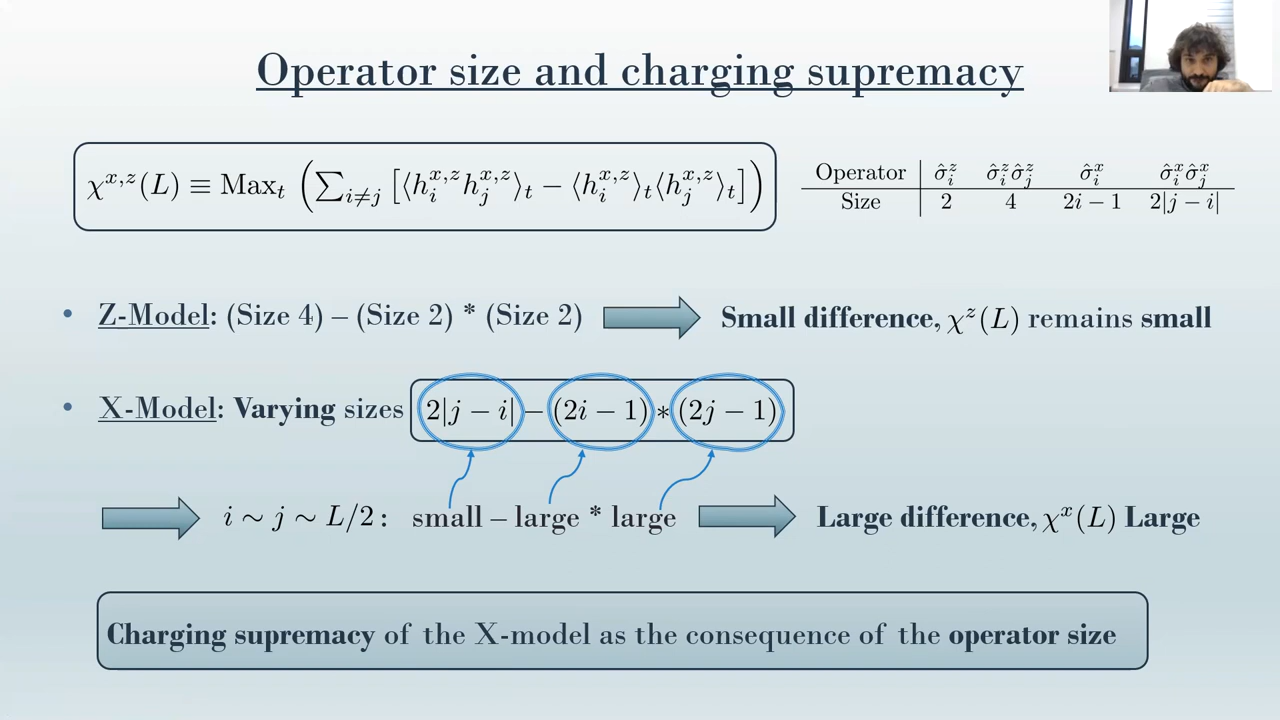 Operator size and charging supremacy
χ^{x,z}(L) ≡ Max_t (∑_{i≠j} [⟨h_i^{x,z} h_j^{x,z}⟩_t − ⟨h_i^{x,z}⟩_t⟨h_j^{x,z}⟩_t])
Operator | σ̂_i^z σ̂_i^zσ̂_j^z σ̂_i^x σ̂_i^xσ̂_j^x
Size | 2 4 2i − 1 2|j − i|
• Z-Model: (Size 4) – (Size 2) * (Size 2) Small difference, χ^z(L) remains small
• X-Model: Varying sizes 2|j − i| − (2i − 1) * (2j − 1)
i ∼ j ∼ L/2 : small – large * large Large difference, χ^x(L) Large
Charging supremacy of the X-model as the consequence of the operator size